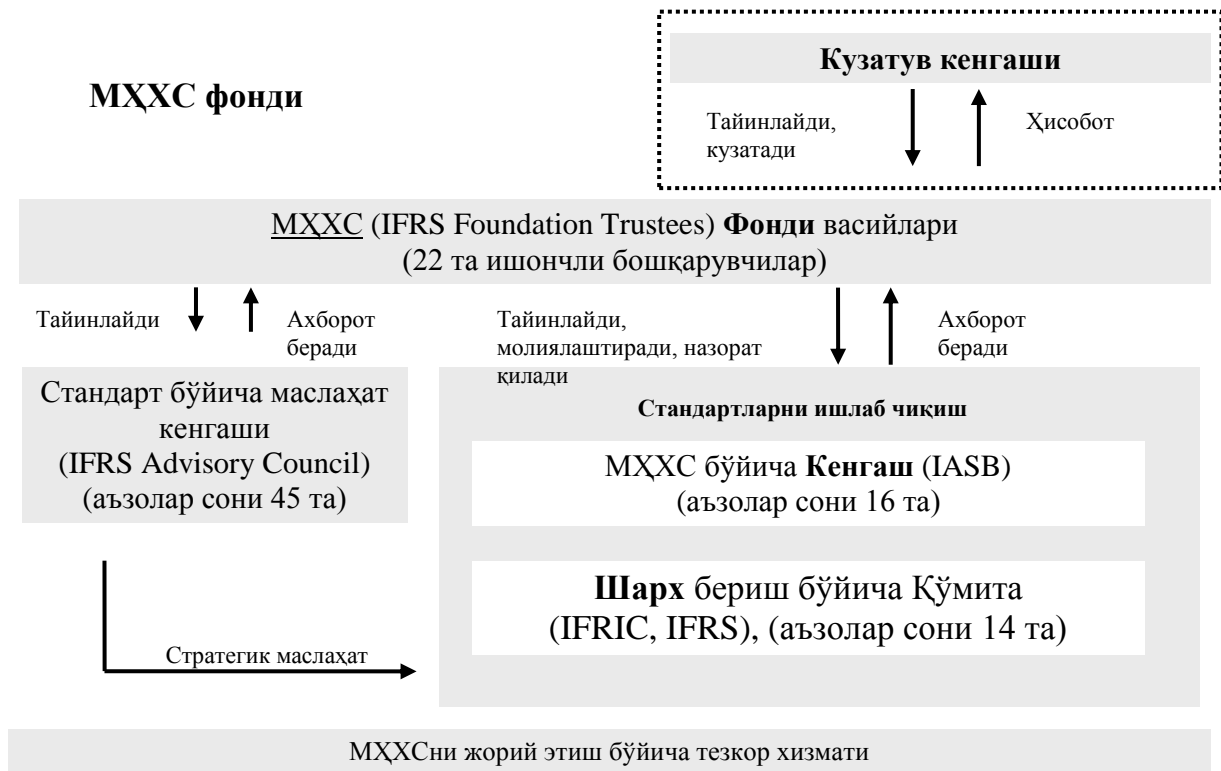 Кузатув кенгаши
МҲХС фонди
Тайинлайди,
кузатади
Ҳисобот
МҲХС (IFRS Foundation Trustees) Фонди васийлари
(22 та ишончли бошқарувчилар)
Тайинлайди
Ахборот
беради
Тайинлайди,
молиялаштиради, назорат
қилади
Ахборот
беради
Стандарт бўйича маслаҳат
кенгаши
(IFRS Advisory Council)
(аъзолар сони 45 та)
Стандартларни ишлаб чиқиш
МҲХС бўйича Кенгаш (IASB)
(аъзолар сони 16 та)
Шарх бериш бўйича Қўмита
(IFRIC, IFRS), (аъзолар сони 14 та)
Стратегик маслаҳат
МҲХСни жорий этиш бўйича тезкор хизмати